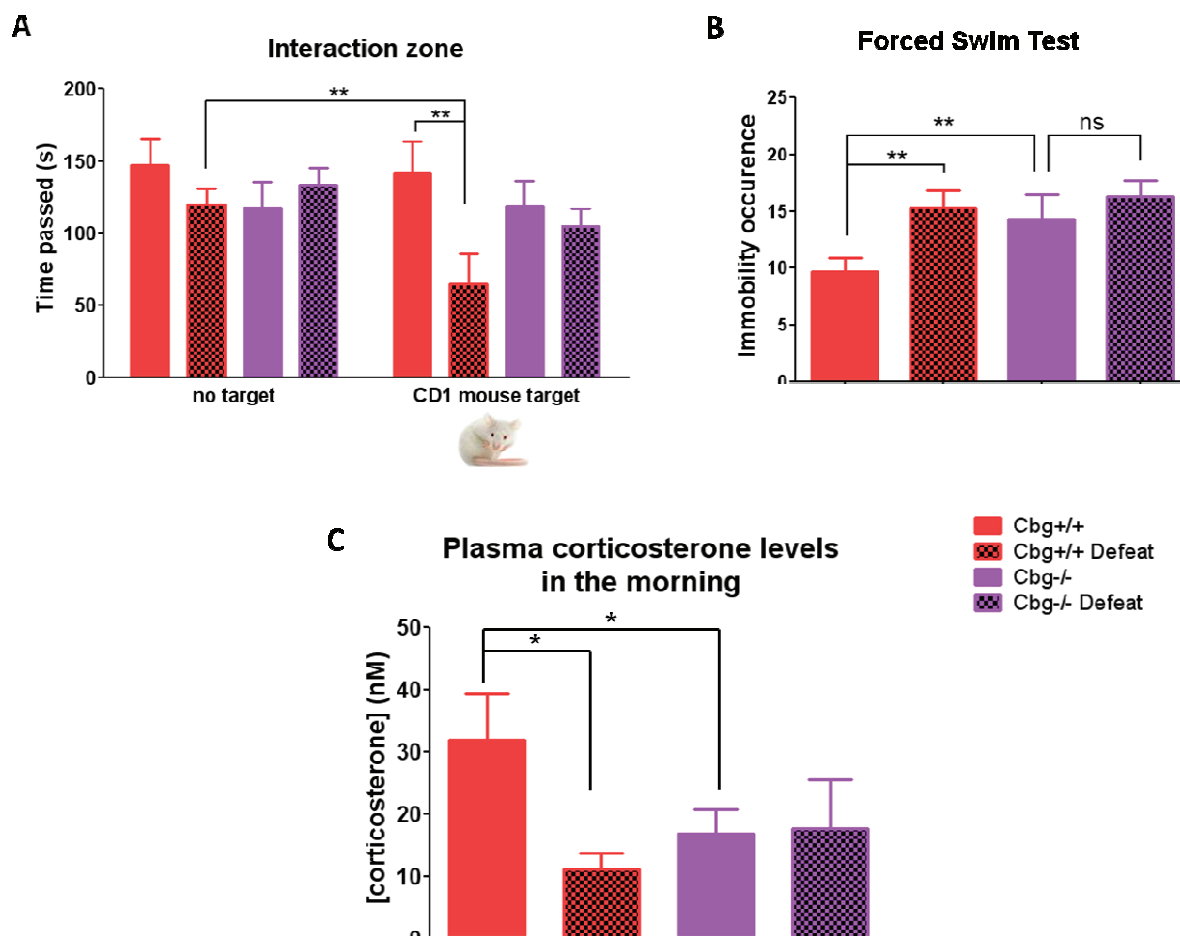 A
Interaction zone
Time passed (s)
200
150
100
50
0
**
**
no target
CD1 mouse target
B
Forced Swim Test
Immobility occurence
25
20
15
10
5
0
**
**
ns
C
Plasma corticosterone levels
in the morning
[corticosterone] (nM)
50
40
30
20
10
0
*
*
Cbg+/+
Cbg+/+ Defeat
Cbg-/-
Cbg-/- Defeat